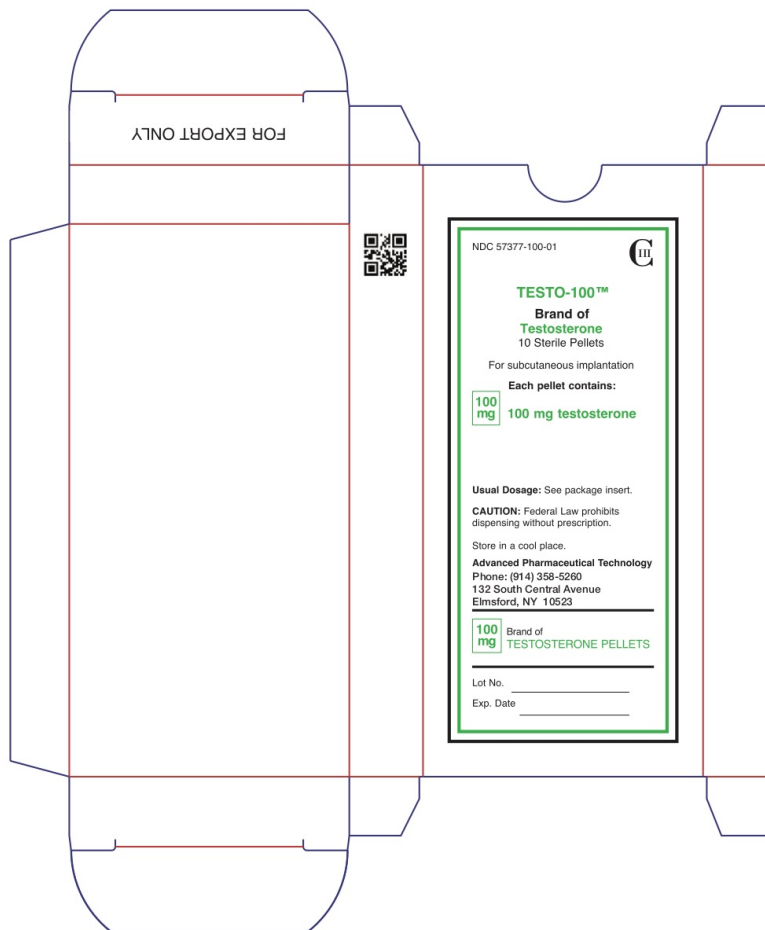 FOR EXPORT ONLY
NDC 57377-100-01
CIII
TESTO-100™
Brand of
Testosterone
10 Sterile Pellets
For subcutaneous implantation
Each pellet contains:
100 mg
100 mg testosterone
Usual Dosage: See package insert.
CAUTION: Federal Law prohibits
dispensing without prescription.
Store in a cool place.
Advanced Pharmaceutical Technology
Phone: (914) 358-5260
132 South Central Avenue
Elmsford, NY 10523
100 mg
Brand of
TESTOSTERONE PELLETS
Lot No.
Exp. Date